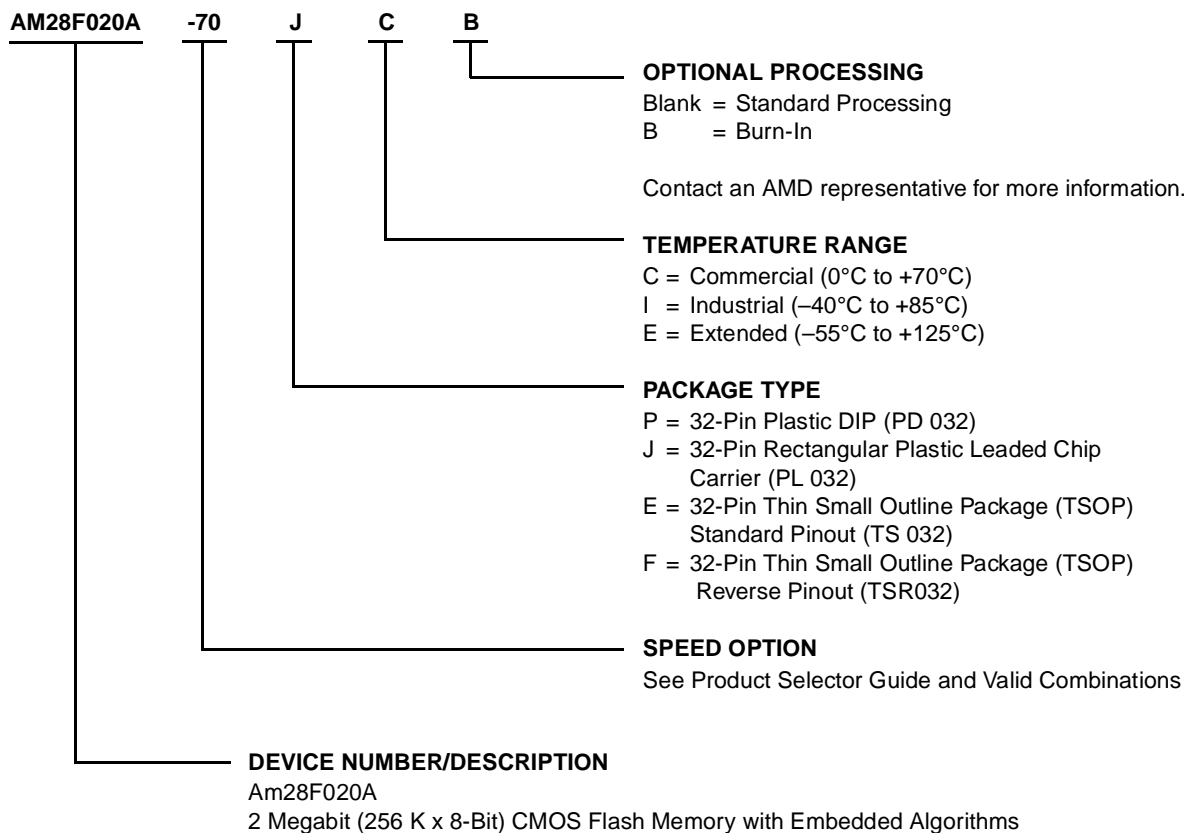 AM28F020A -70 J C B
OPTIONAL PROCESSING
Blank = Standard Processing
B = Burn-In
Contact an AMD representative for more information.
TEMPERATURE RANGE
C = Commercial (0°C to +70°C)
I = Industrial (–40°C to +85°C)
E = Extended (–55°C to +125°C)
PACKAGE TYPE
P = 32-Pin Plastic DIP (PD 032)
J = 32-Pin Rectangular Plastic Leaded Chip
Carrier (PL 032)
E = 32-Pin Thin Small Outline Package (TSOP)
Standard Pinout (TS 032)
F = 32-Pin Thin Small Outline Package (TSOP)
Reverse Pinout (TSR032)
SPEED OPTION
See Product Selector Guide and Valid Combinations
DEVICE NUMBER/DESCRIPTION
Am28F020A
2 Megabit (256 K x 8-Bit) CMOS Flash Memory with Embedded Algorithms